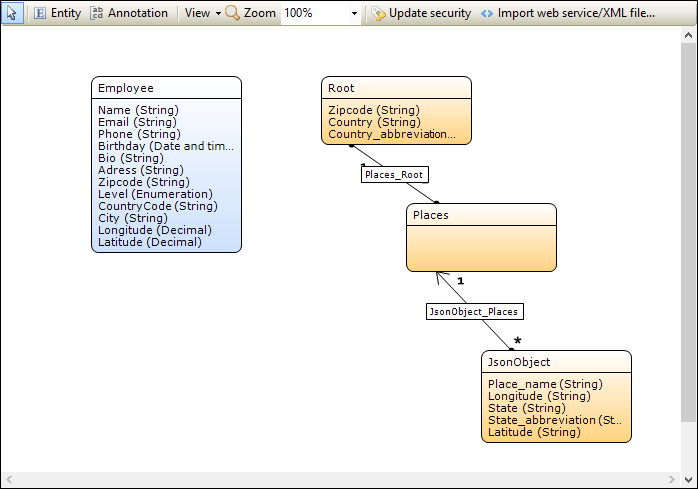 Entity Annotation View Zoom 100% Update security Import web service/XML file...
Employee
Name (String)
Email (String)
Phone (String)
Birthday (Date and tim...
Bio (String)
Adress (String)
Zipcode (String)
Level (Enumeration)
CountryCode (String)
City (String)
Longitude (Decimal)
Latitude (Decimal)
Root
Zipcode (String)
Country (String)
Country_abbreviation...
Places_Root
Places
1
JsonObject_Places
*
JsonObject
Place_name (String)
Longitude (String)
State (String)
State_abbreviation (St...
Latitude (String)